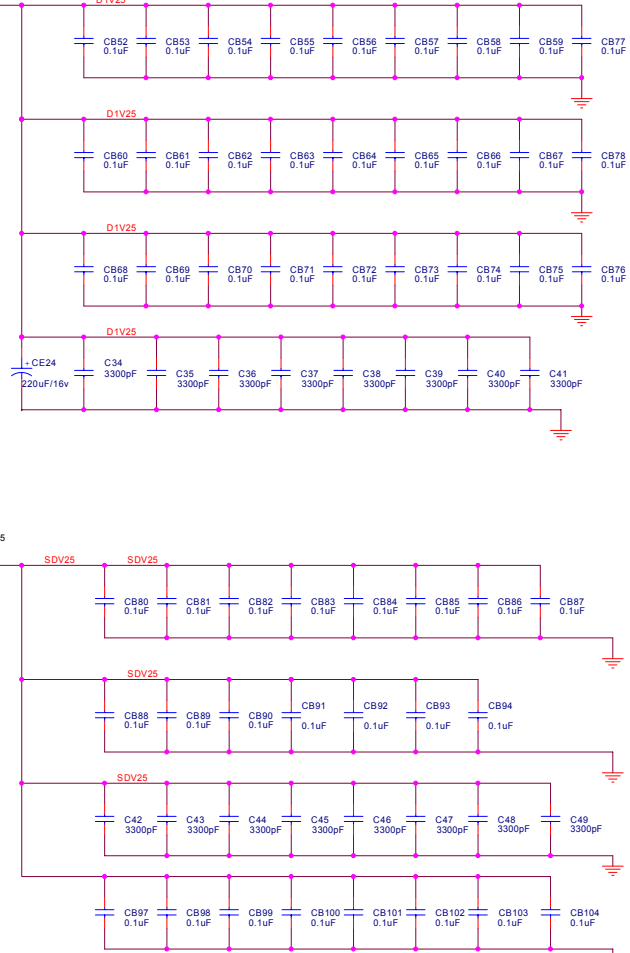 D1V25
CB52 CB53 CB54 CB55 CB56 CB57 CB58 CB59 CB77
0.1uF 0.1uF 0.1uF 0.1uF 0.1uF 0.1uF 0.1uF 0.1uF 0.1uF
D1V25
CB60 CB61 CB62 CB63 CB64 CB65 CB66 CB67 CB78
0.1uF 0.1uF 0.1uF 0.1uF 0.1uF 0.1uF 0.1uF 0.1uF 0.1uF
D1V25
CB68 CB69 CB70 CB71 CB72 CB73 CB74 CB75 CB76
0.1uF 0.1uF 0.1uF 0.1uF 0.1uF 0.1uF 0.1uF 0.1uF 0.1uF
D1V25
+ CE24 C34 C35 C36 C37 C38 C39 C40 C41
220uF/16v 3300pF 3300pF 3300pF 3300pF 3300pF 3300pF 3300pF 3300pF
5
SDV25 SDV25
CB80 CB81 CB82 CB83 CB84 CB85 CB86 CB87
0.1uF 0.1uF 0.1uF 0.1uF 0.1uF 0.1uF 0.1uF 0.1uF
SDV25
CB88 CB89 CB90 CB91 CB92 CB93 CB94
0.1uF 0.1uF 0.1uF 0.1uF 0.1uF 0.1uF 0.1uF
SDV25
C42 C43 C44 C45 C46 C47 C48 C49
3300pF 3300pF 3300pF 3300pF 3300pF 3300pF 3300pF 3300pF
CB97 CB98 CB99 CB100 CB101 CB102 CB103 CB104
0.1uF 0.1uF 0.1uF 0.1uF 0.1uF 0.1uF 0.1uF 0.1uF